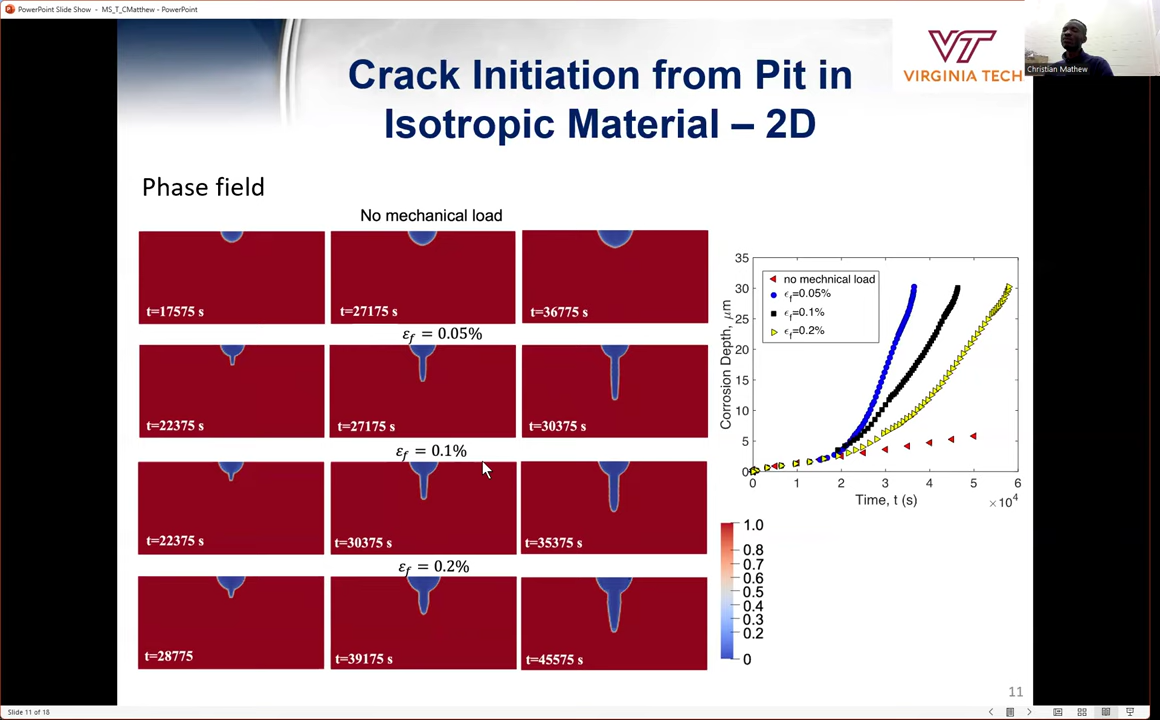 PowerPoint Slide Show - MS_T_CMatthew - PowerPoint
VT
VIRGINIA TECH
Christian Mathew
Crack Initiation from Pit in
Isotropic Material – 2D
Phase field
No mechanical load
t=17575 s
t=27175 s
t=36775 s
εf = 0.05%
t=22375 s
t=27175 s
t=30375 s
εf = 0.1%
t=22375 s
t=30375 s
t=35375 s
εf = 0.2%
t=28775
t=39175 s
t=45575 s
35
30
25
20
15
10
5
0
Corrosion Depth, μm
no mechnical load
ϵf=0.05%
ϵf=0.1%
ϵf=0.2%
0 1 2 3 4 5 6
Time, t (s)
×10⁴
1.0
0.8
0.7
0.6
0.5
0.4
0.3
0.2
0
11
Slide 11 of 18